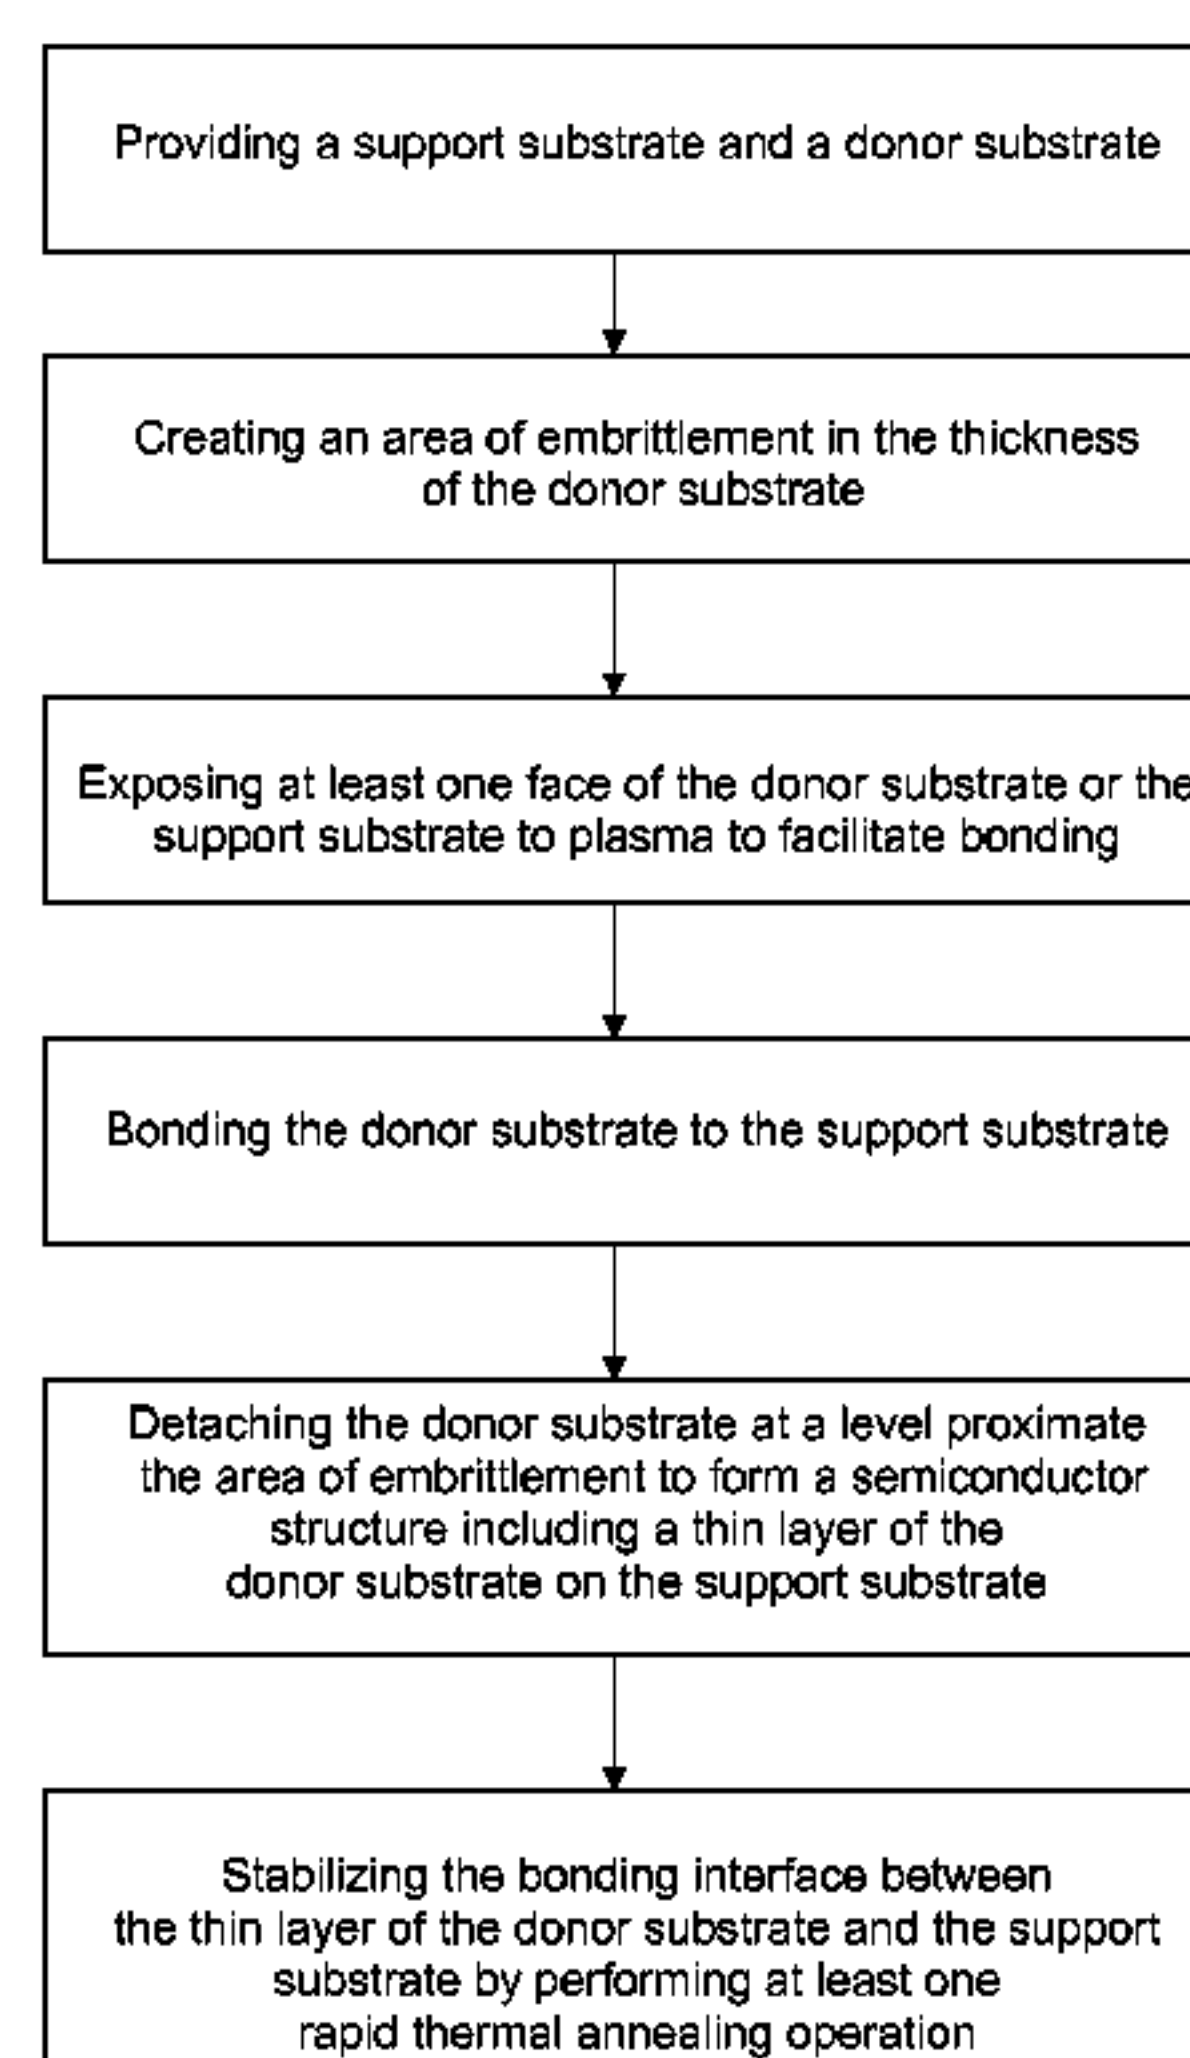 Providing a support substrate and a donor substrate
Creating an area of embrittlement in the thickness
of the donor substrate
Exposing at least one face of the donor substrate or the
support substrate to plasma to facilitate bonding
Bonding the donor substrate to the support substrate
Detaching the donor substrate at a level proximate
the area of embrittlement to form a semiconductor
structure including a thin layer of the
donor substrate on the support substrate
Stabilizing the bonding interface between
the thin layer of the donor substrate and the support
substrate by performing at least one
rapid thermal annealing operation